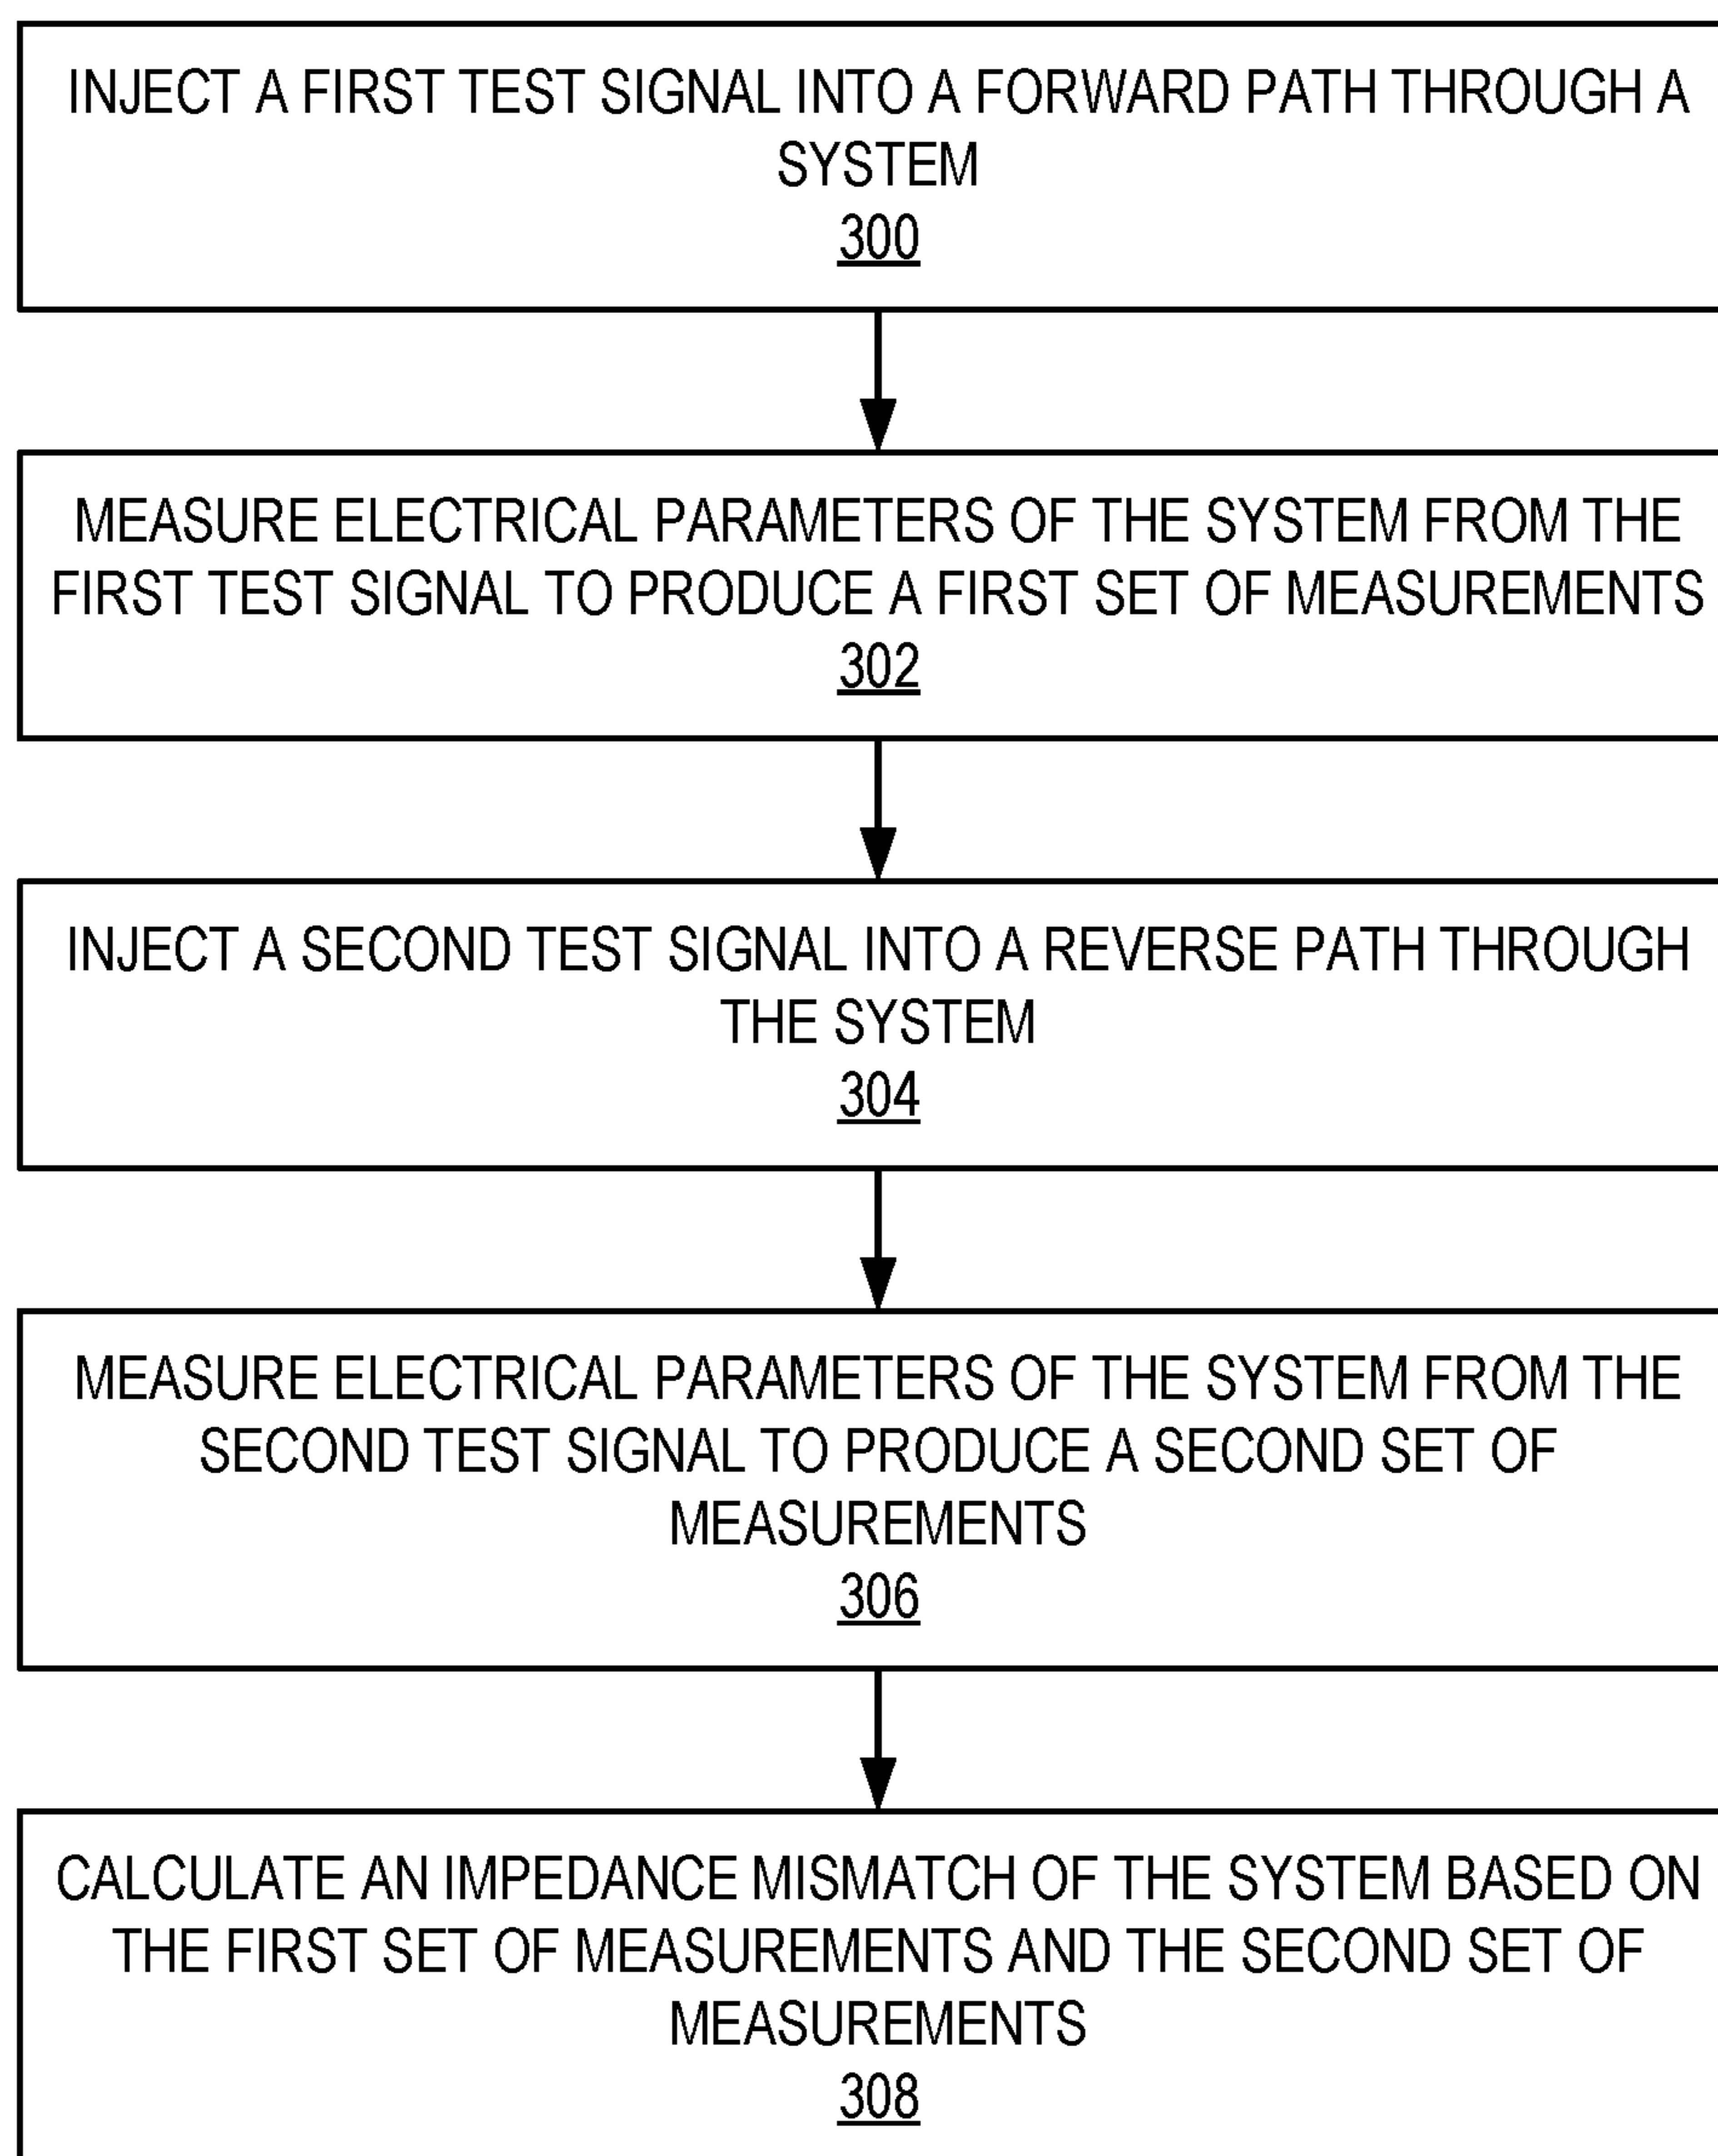 INJECT A FIRST TEST SIGNAL INTO A FORWARD PATH THROUGH A
SYSTEM
300
MEASURE ELECTRICAL PARAMETERS OF THE SYSTEM FROM THE
FIRST TEST SIGNAL TO PRODUCE A FIRST SET OF MEASUREMENTS
302
INJECT A SECOND TEST SIGNAL INTO A REVERSE PATH THROUGH
THE SYSTEM
304
MEASURE ELECTRICAL PARAMETERS OF THE SYSTEM FROM THE
SECOND TEST SIGNAL TO PRODUCE A SECOND SET OF
MEASUREMENTS
306
CALCULATE AN IMPEDANCE MISMATCH OF THE SYSTEM BASED ON
THE FIRST SET OF MEASUREMENTS AND THE SECOND SET OF
MEASUREMENTS
308